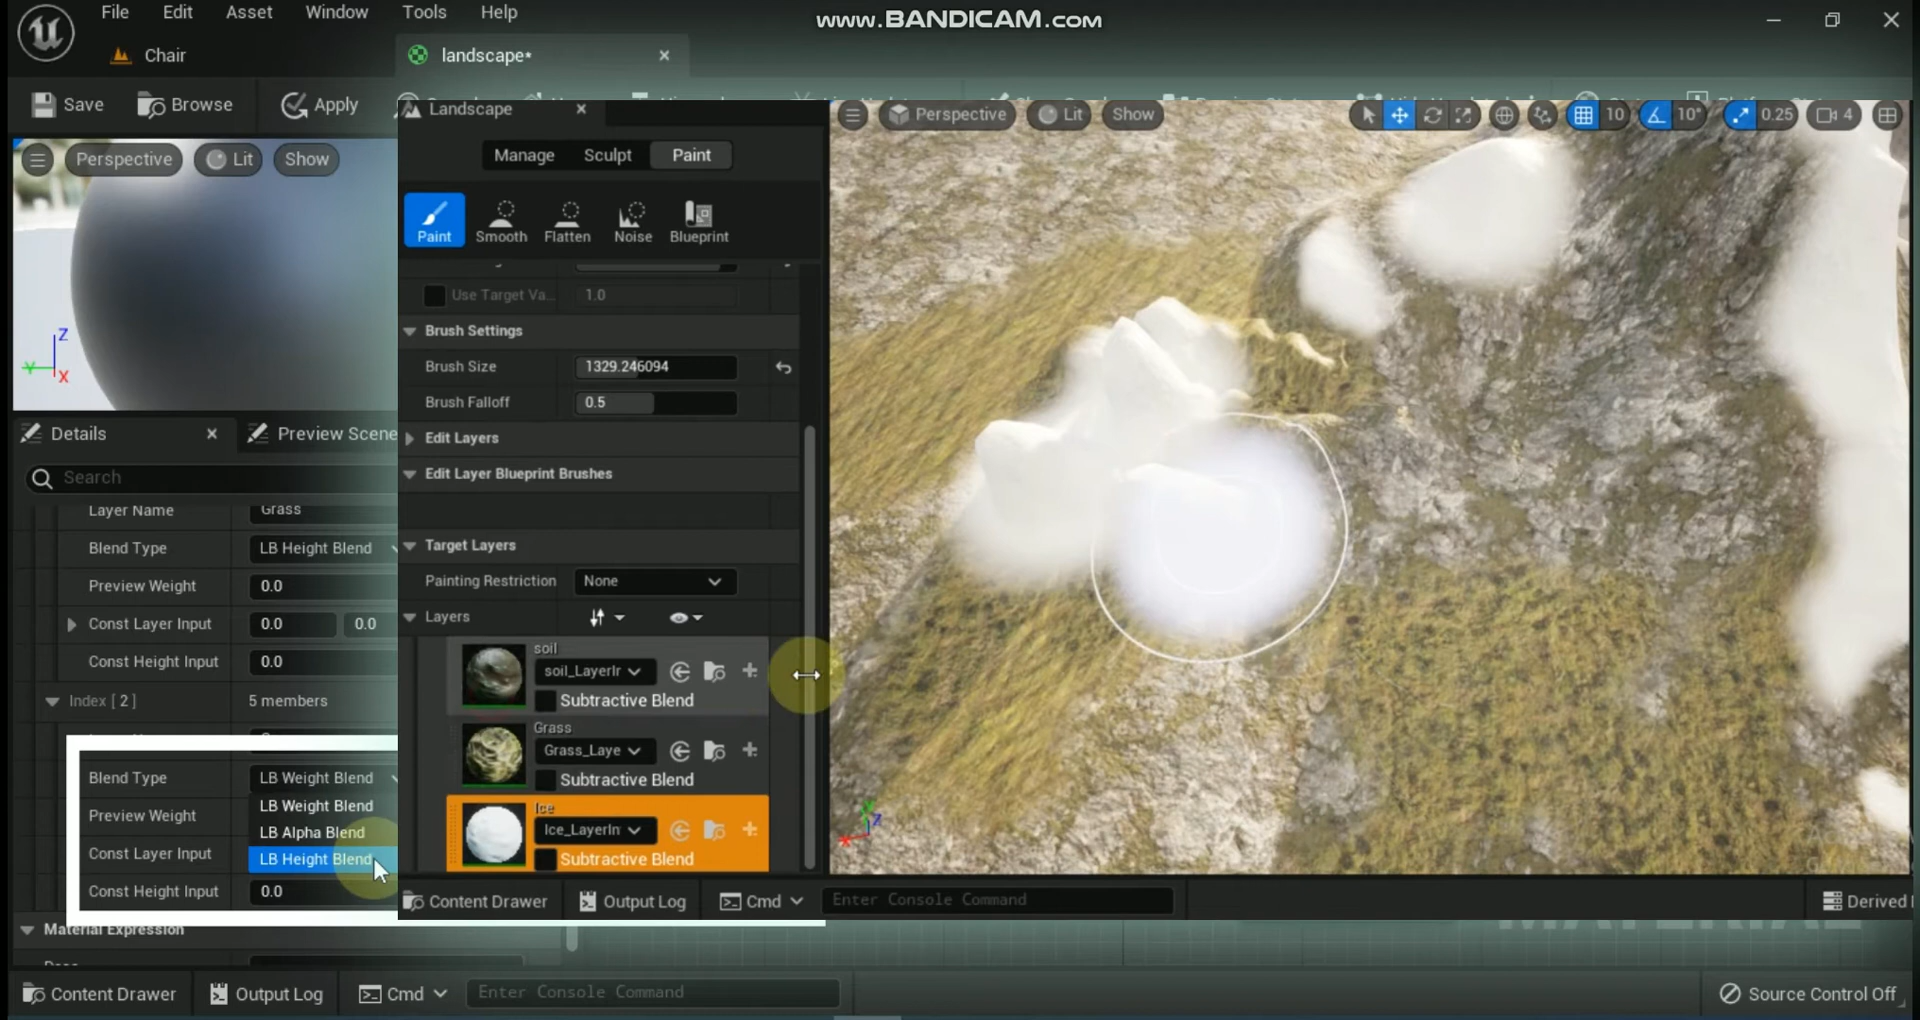 File Edit Asset Window Tools Help
www.BANDICAM.com
Chair
landscape*
Save Browse Apply
Landscape
Perspective Lit Show
10 10° 0.25 4
Manage Sculpt Paint
Perspective Lit Show
Paint Smooth Flatten Noise Blueprint
Use Target Va... 1.0
Brush Settings
Brush Size 1329.246094
Brush Falloff 0.5
Edit Layers
Edit Layer Blueprint Brushes
Target Layers
Painting Restriction None
Layers
soil
soil_LayerIn
Subtractive Blend
Grass
Grass_Laye
Subtractive Blend
Ice
Ice_LayerIn
Subtractive Blend
Z
Y
X
Details Preview Scene
Search
Layer Name Grass
Blend Type LB Height Blend
Preview Weight 0.0
Const Layer Input 0.0 0.0
Const Height Input 0.0
Index [ 2 ] 5 members
Blend Type LB Weight Blend
LB Weight Blend
Preview Weight
LB Alpha Blend
Const Layer Input
LB Height Blend
Const Height Input 0.0
Material Expression
Content Drawer Output Log Cmd Enter Console Command
Derived
Content Drawer Output Log Cmd Enter Console Command
Source Control Off